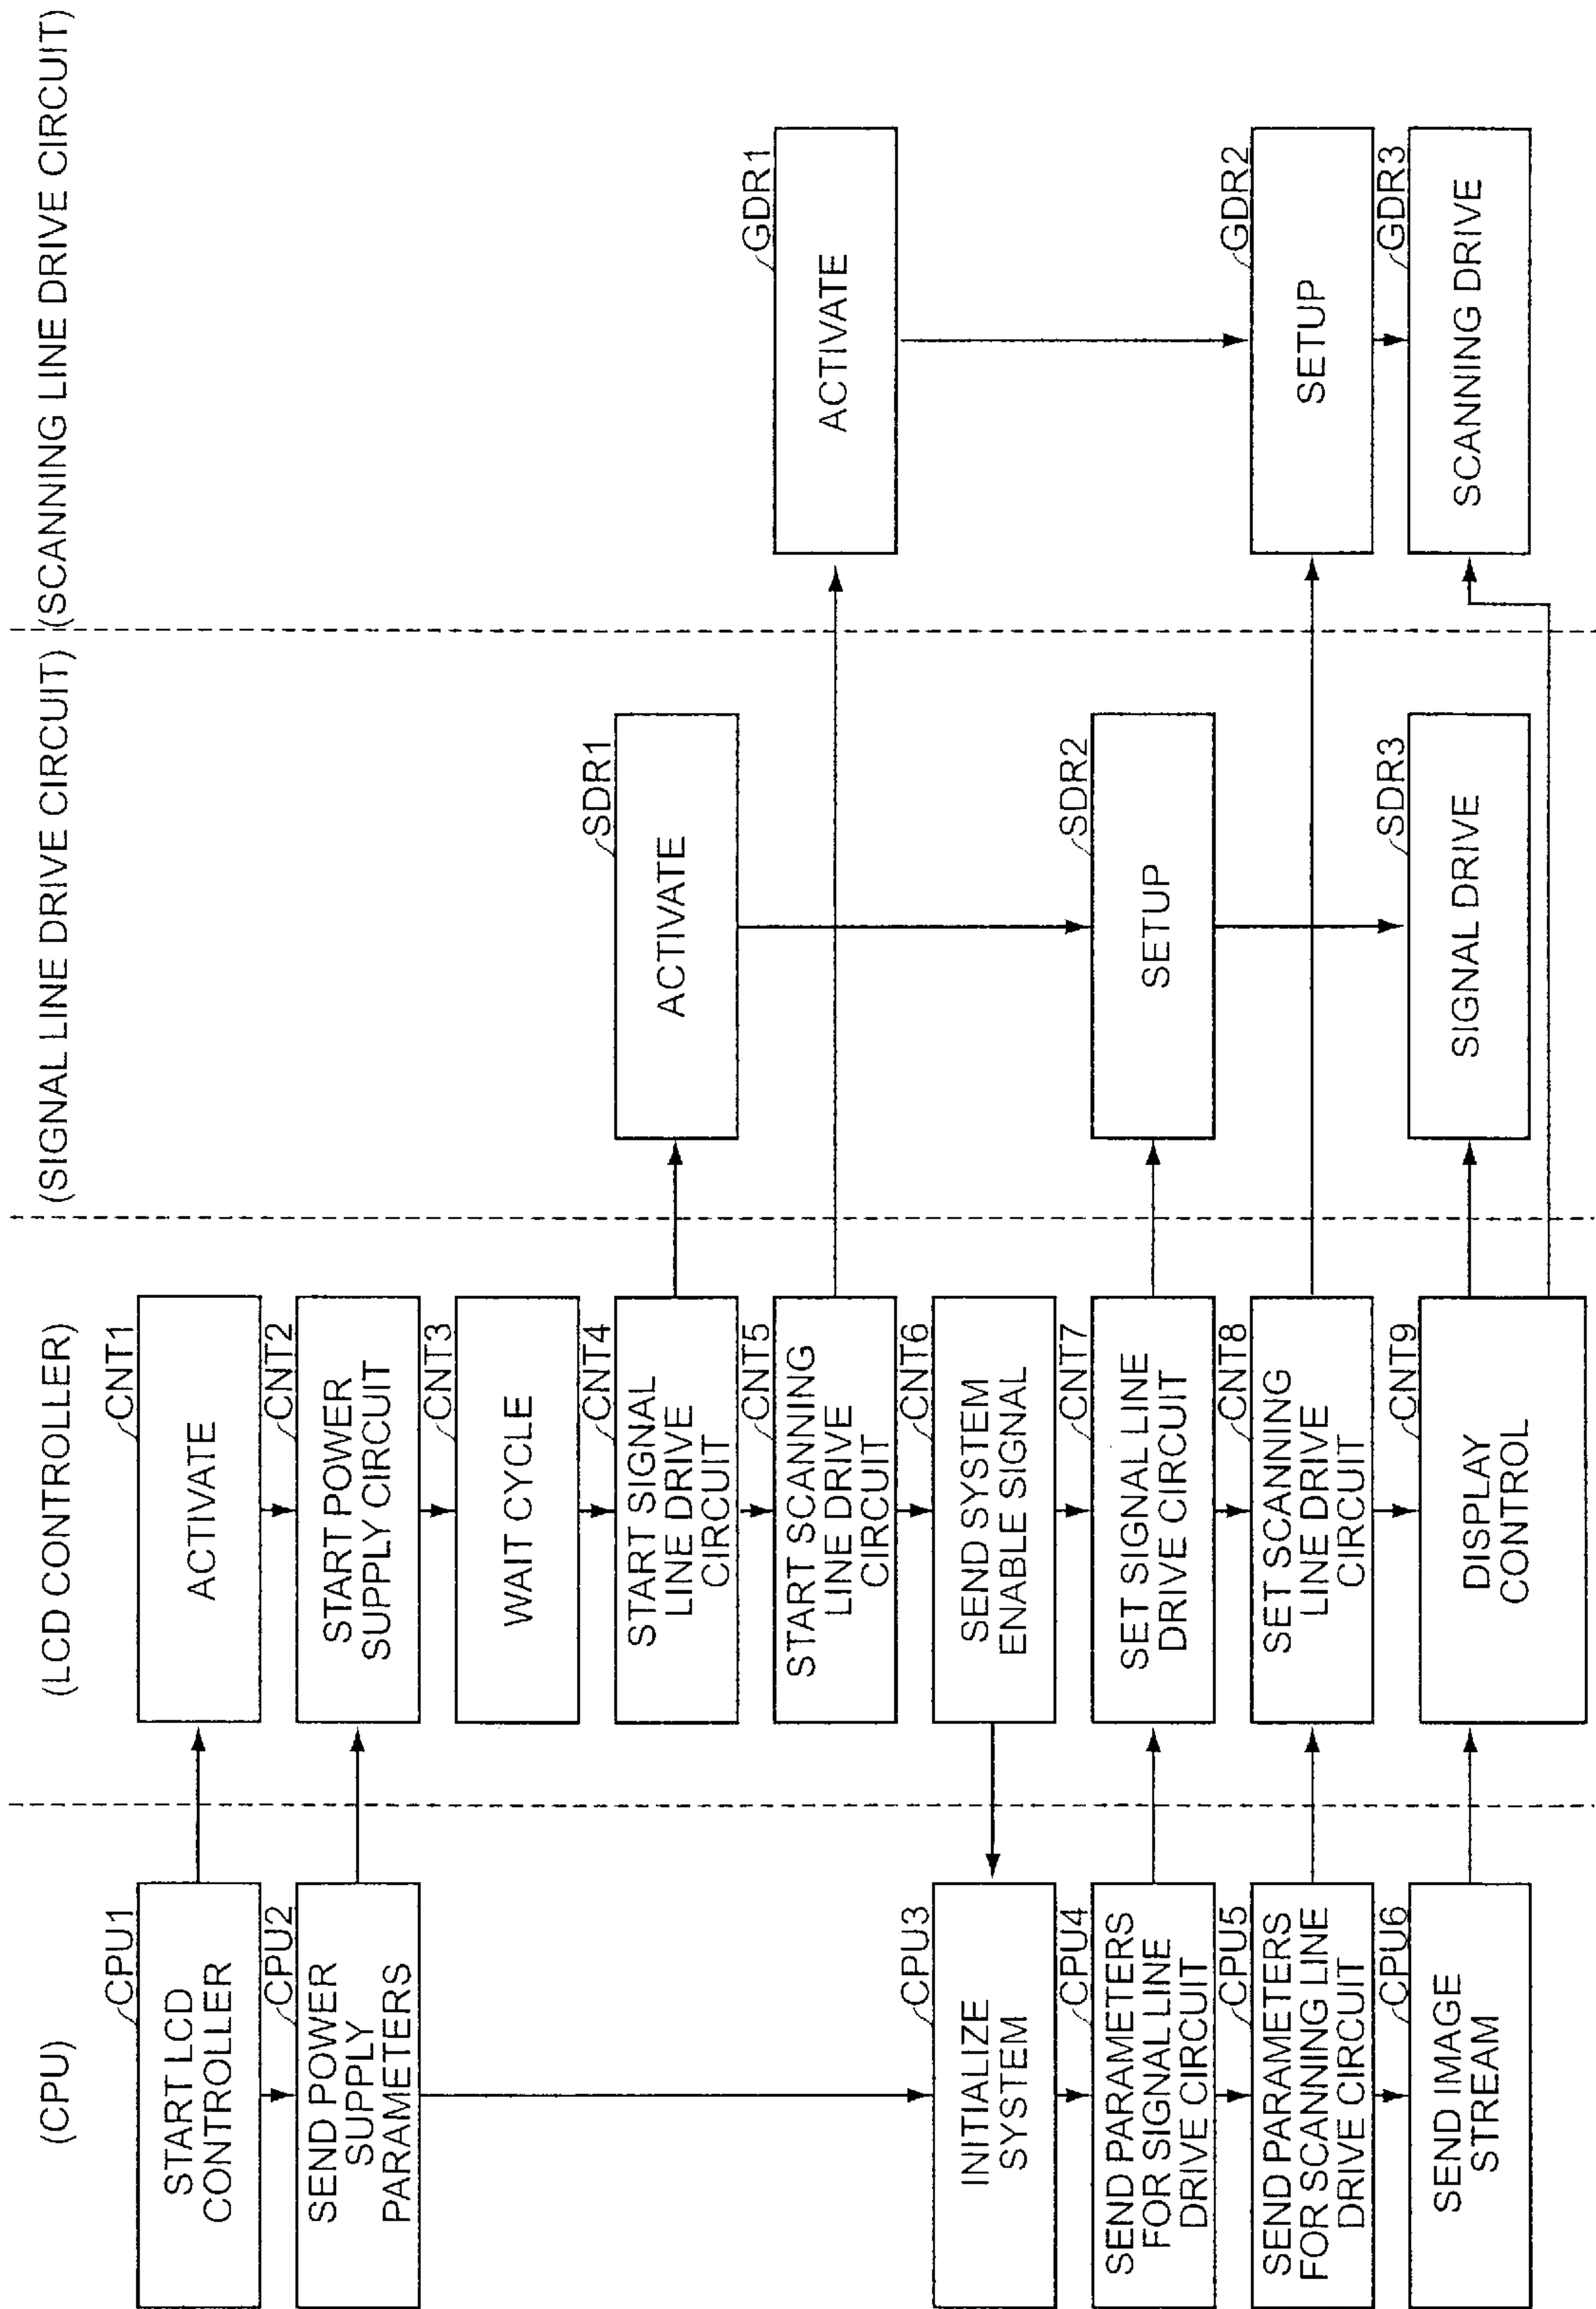 (CPU)
(LCD CONTROLLER)
(SIGNAL LINE DRIVE CIRCUIT)
(SCANNING LINE DRIVE CIRCUIT)
CPU1
START LCD
CONTROLLER
CPU2
SEND POWER
SUPPLY
PARAMETERS
CPU3
INITIALIZE
SYSTEM
CPU4
SEND PARAMETERS
FOR SIGNAL LINE
DRIVE CIRCUIT
CPU5
SEND PARAMETERS
FOR SCANNING LINE
DRIVE CIRCUIT
CPU6
SEND IMAGE
STREAM
CNT1
ACTIVATE
CNT2
START POWER
SUPPLY CIRCUIT
CNT3
WAIT CYCLE
CNT4
START SIGNAL
LINE DRIVE
CIRCUIT
CNT5
START SCANNING
LINE DRIVE
CIRCUIT
CNT6
SEND SYSTEM
ENABLE SIGNAL
CNT7
SET SIGNAL LINE
DRIVE CIRCUIT
CNT8
SET SCANNING
LINE DRIVE
CIRCUIT
CNT9
DISPLAY
CONTROL
SDR1
ACTIVATE
SDR2
SETUP
SDR3
SIGNAL DRIVE
GDR1
ACTIVATE
GDR2
SETUP
GDR3
SCANNING DRIVE